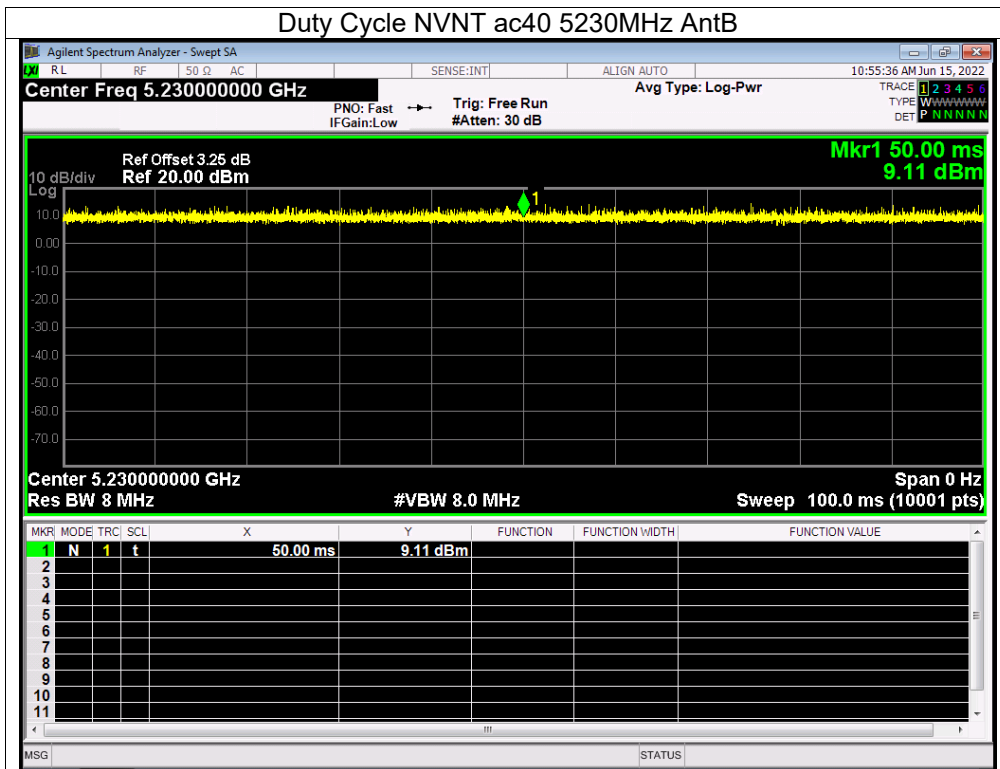 Duty Cycle NVNT ac40 5230MHz AntB
Agilent Spectrum Analyzer - Swept SA
LXI RL RF 50 Ω AC SENSE:INT ALIGN AUTO 10:55:36 AM Jun 15, 2022
Center Freq 5.230000000 GHz Avg Type: Log-Pwr TRACE 1 2 3 4 5 6
PNO: Fast Trig: Free Run TYPE WWWWWW
IFGain:Low #Atten: 30 dB DET P N N N N N
Mkr1 50.00 ms
Ref Offset 3.25 dB
10 dB/div Ref 20.00 dBm 9.11 dBm
Log
1
10.0
0.00
-10.0
-20.0
-30.0
-40.0
-50.0
-60.0
-70.0
Center 5.230000000 GHz Span 0 Hz
Res BW 8 MHz #VBW 8.0 MHz Sweep 100.0 ms (10001 pts)
MKR MODE TRC SCL X Y FUNCTION FUNCTION WIDTH FUNCTION VALUE
1 N 1 t 50.00 ms 9.11 dBm
2
3
4
5
6
7
8
9
10
11
MSG STATUS